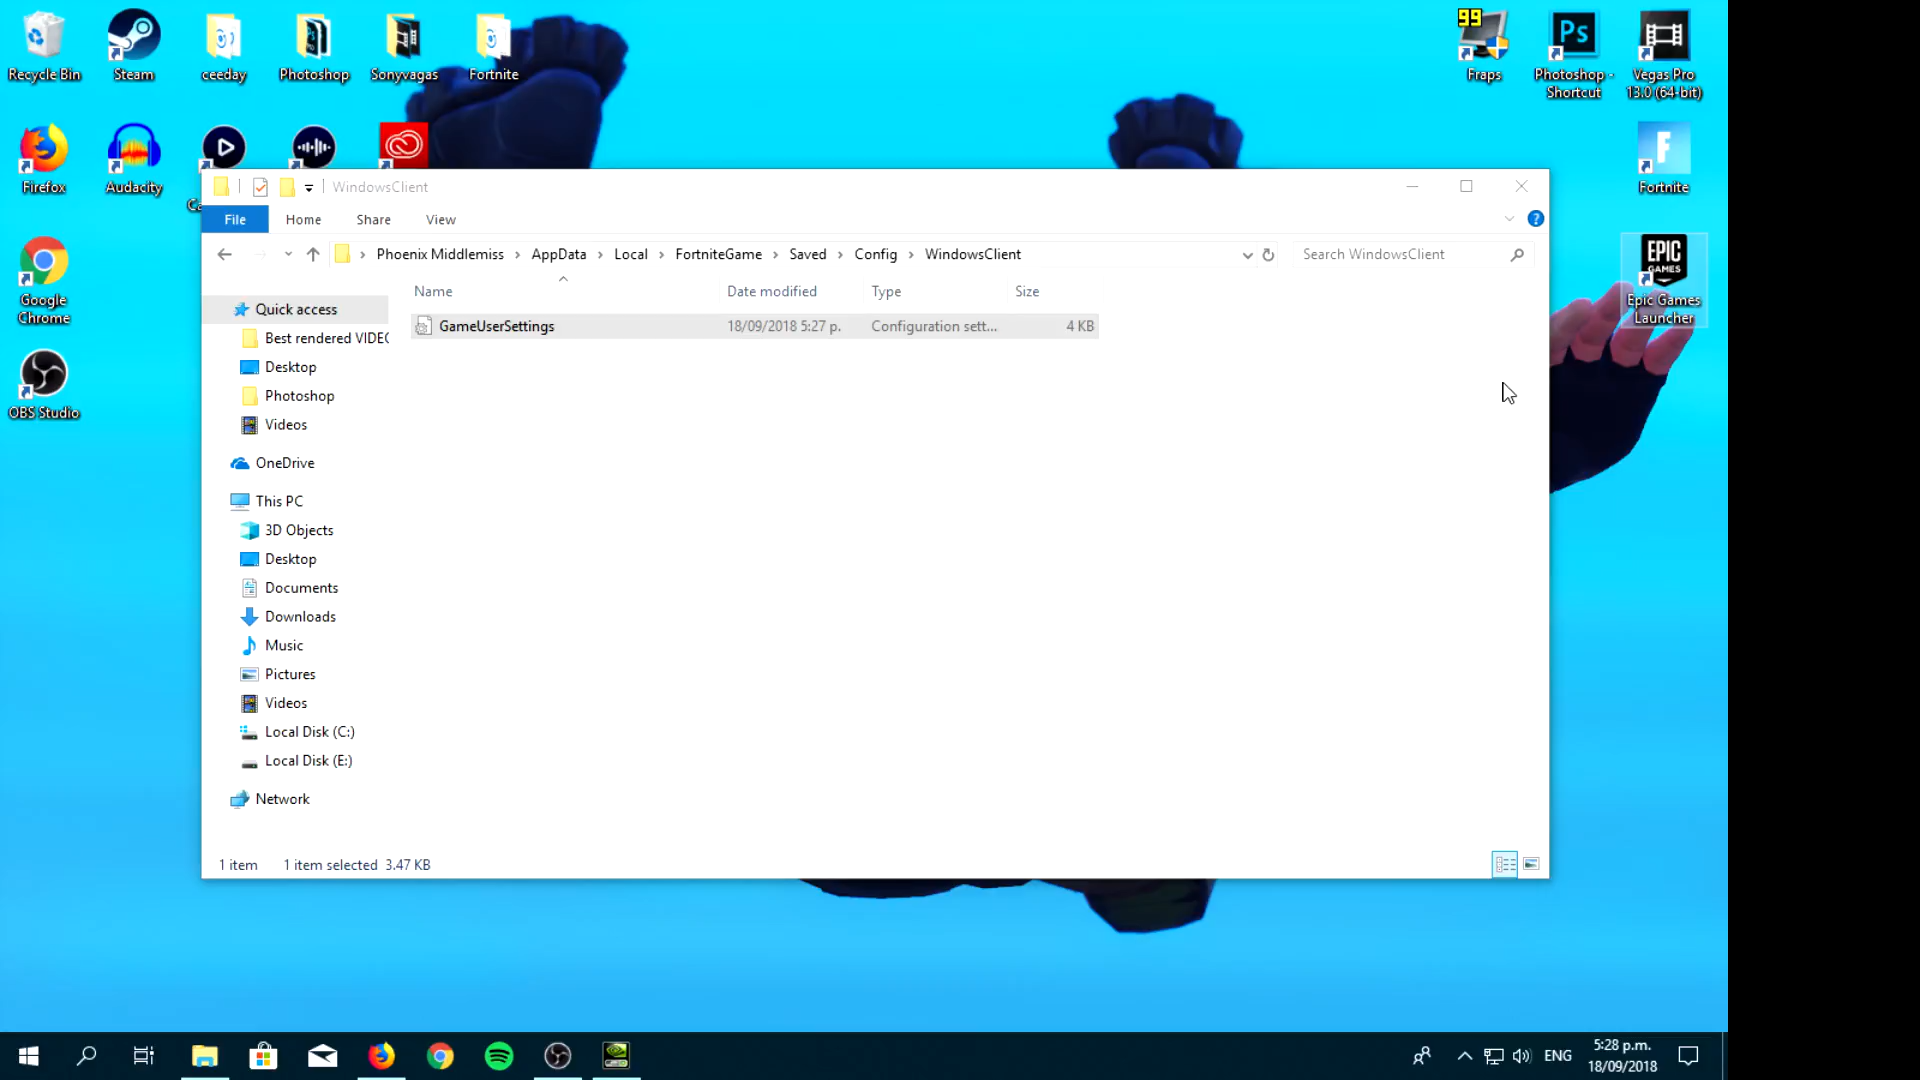 Recycle Bin
Steam
ceeday
Photoshop
Sonyvagas
Fortnite
99
Fraps
Ps
Photoshop -
Shortcut
Vegas Pro
13.0 (64-bit)
Firefox
Audacity
Ca
F
Fortnite
Google
Chrome
OBS Studio
EPIC
GAMES
Epic Games
Launcher
WindowsClient
File
Home
Share
View
?
Phoenix Middlemiss
AppData
Local
FortniteGame
Saved
Config
WindowsClient
Search WindowsClient
Name
Date modified
Type
Size
GameUserSettings
18/09/2018 5:27 p.
Configuration sett...
4 KB
Quick access
Best rendered VIDEO
Desktop
Photoshop
Videos
OneDrive
This PC
3D Objects
Desktop
Documents
Downloads
Music
Pictures
Videos
Local Disk (C:)
Local Disk (E:)
Network
1 item
1 item selected 3.47 KB
ENG
5:28 p.m.
18/09/2018